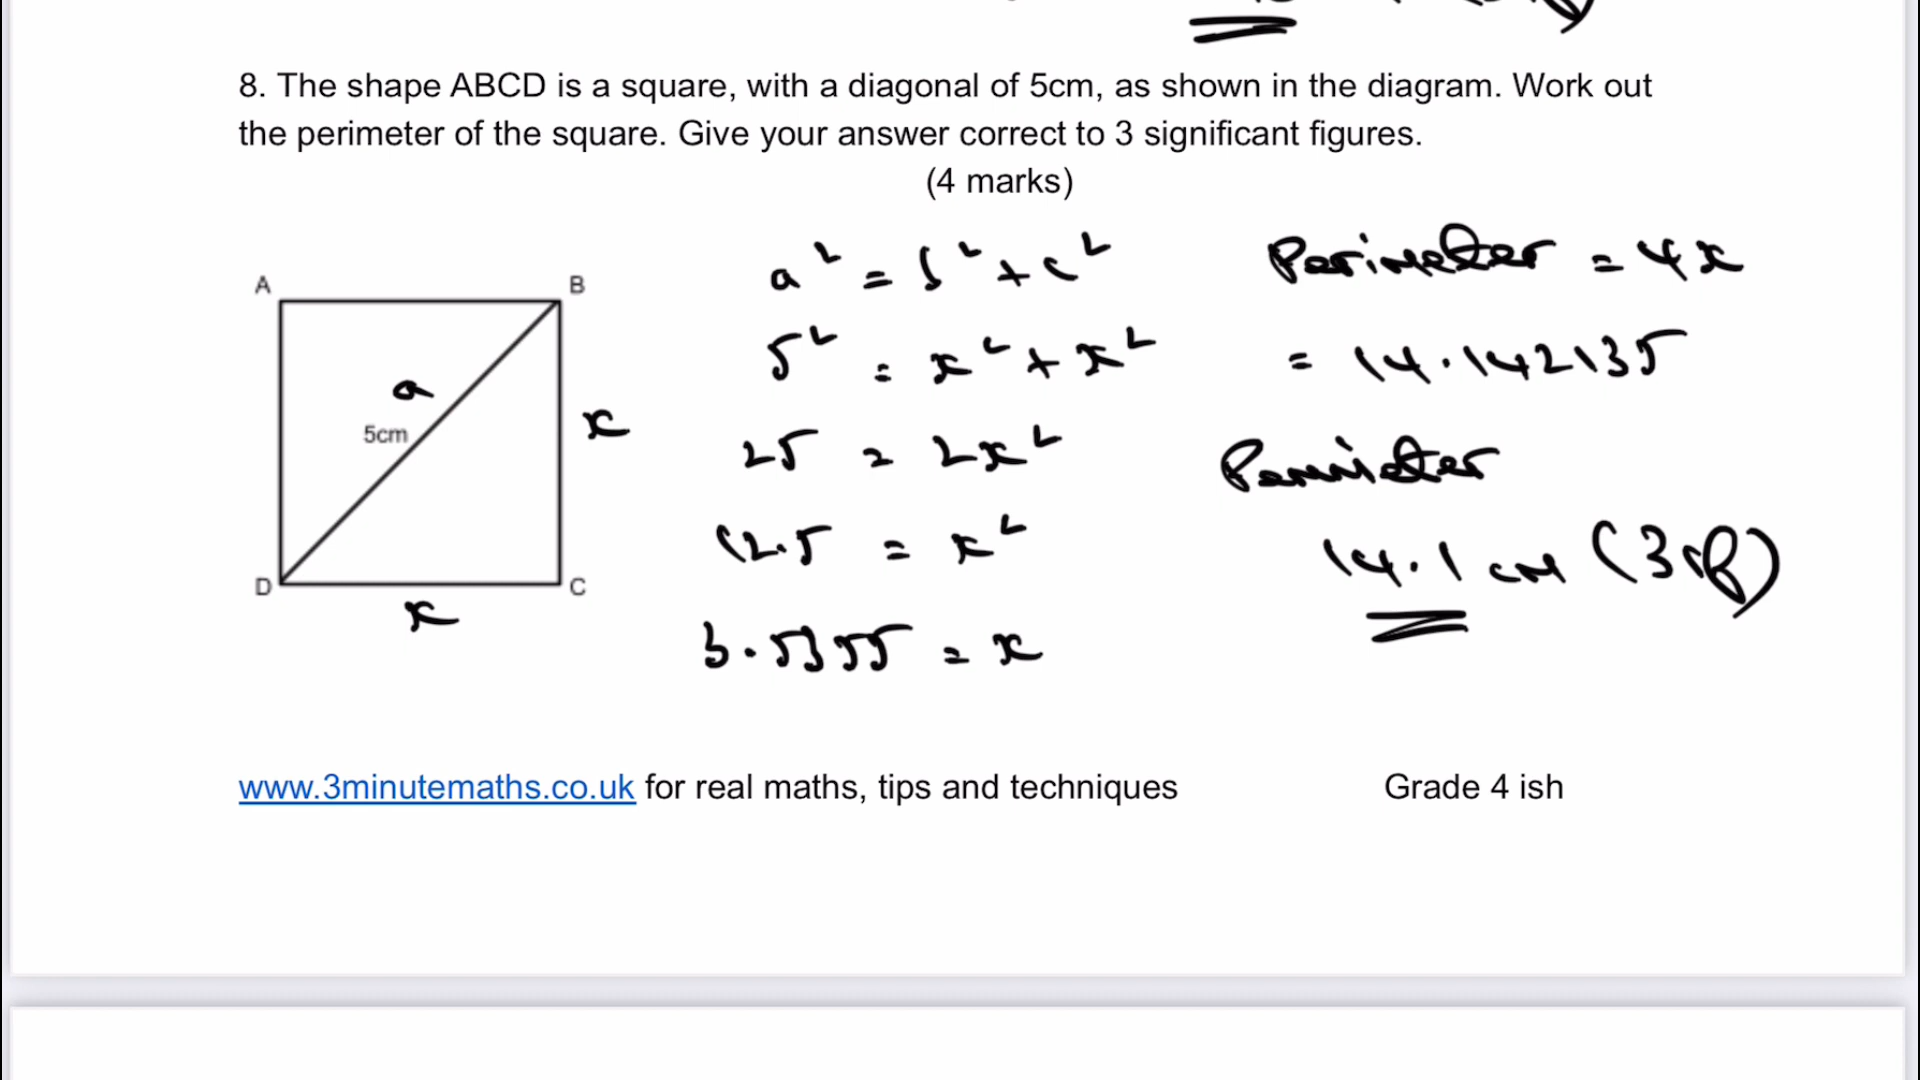 8. The shape ABCD is a square, with a diagonal of 5cm, as shown in the diagram. Work out
the perimeter of the square. Give your answer correct to 3 significant figures.
(4 marks)
A
B
a
5cm
x
D
C
x
a² = b² + c²
5² = x² + x²
25 = 2x²
12.5 = x²
3.5355 = x
Perimeter = 4x
= 14.142135
Perimeter
14.1 cm (3sf)
www.3minutemaths.co.uk for real maths, tips and techniques Grade 4 ish